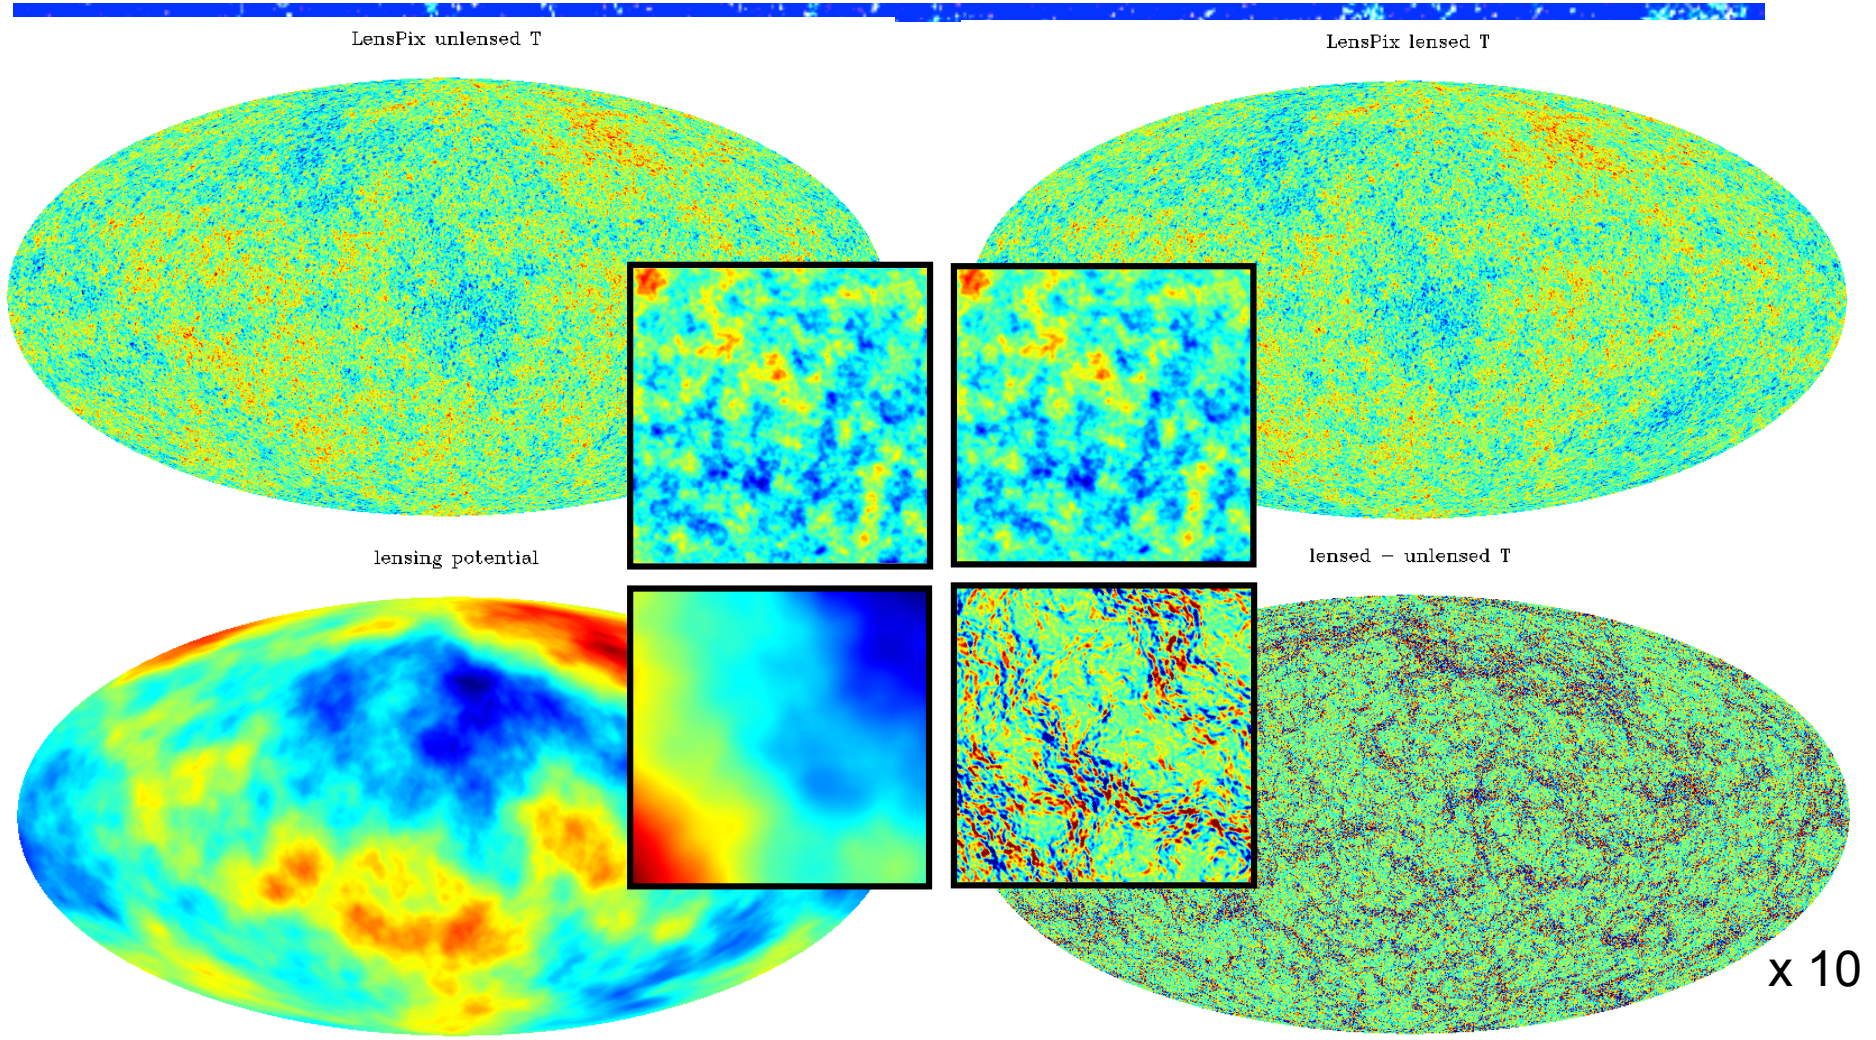 LensPix unlensed T
LensPix lensed T
lensing potential
lensed − unlensed T
x 10